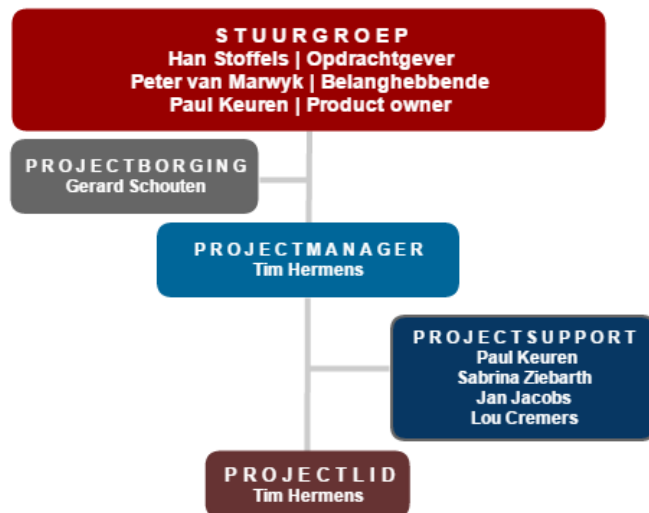 STUURGROEP
Han Stoffels | Opdrachtgever
Peter van Marwyk | Belanghebbende
Paul Keuren | Product owner
PROJECTBORGING
Gerard Schouten
PROJECTMANAGER
Tim Hermens
PROJECTSUPPORT
Paul Keuren
Sabrina Ziebarth
Jan Jacobs
Lou Cremers
PROJECTLID
Tim Hermens